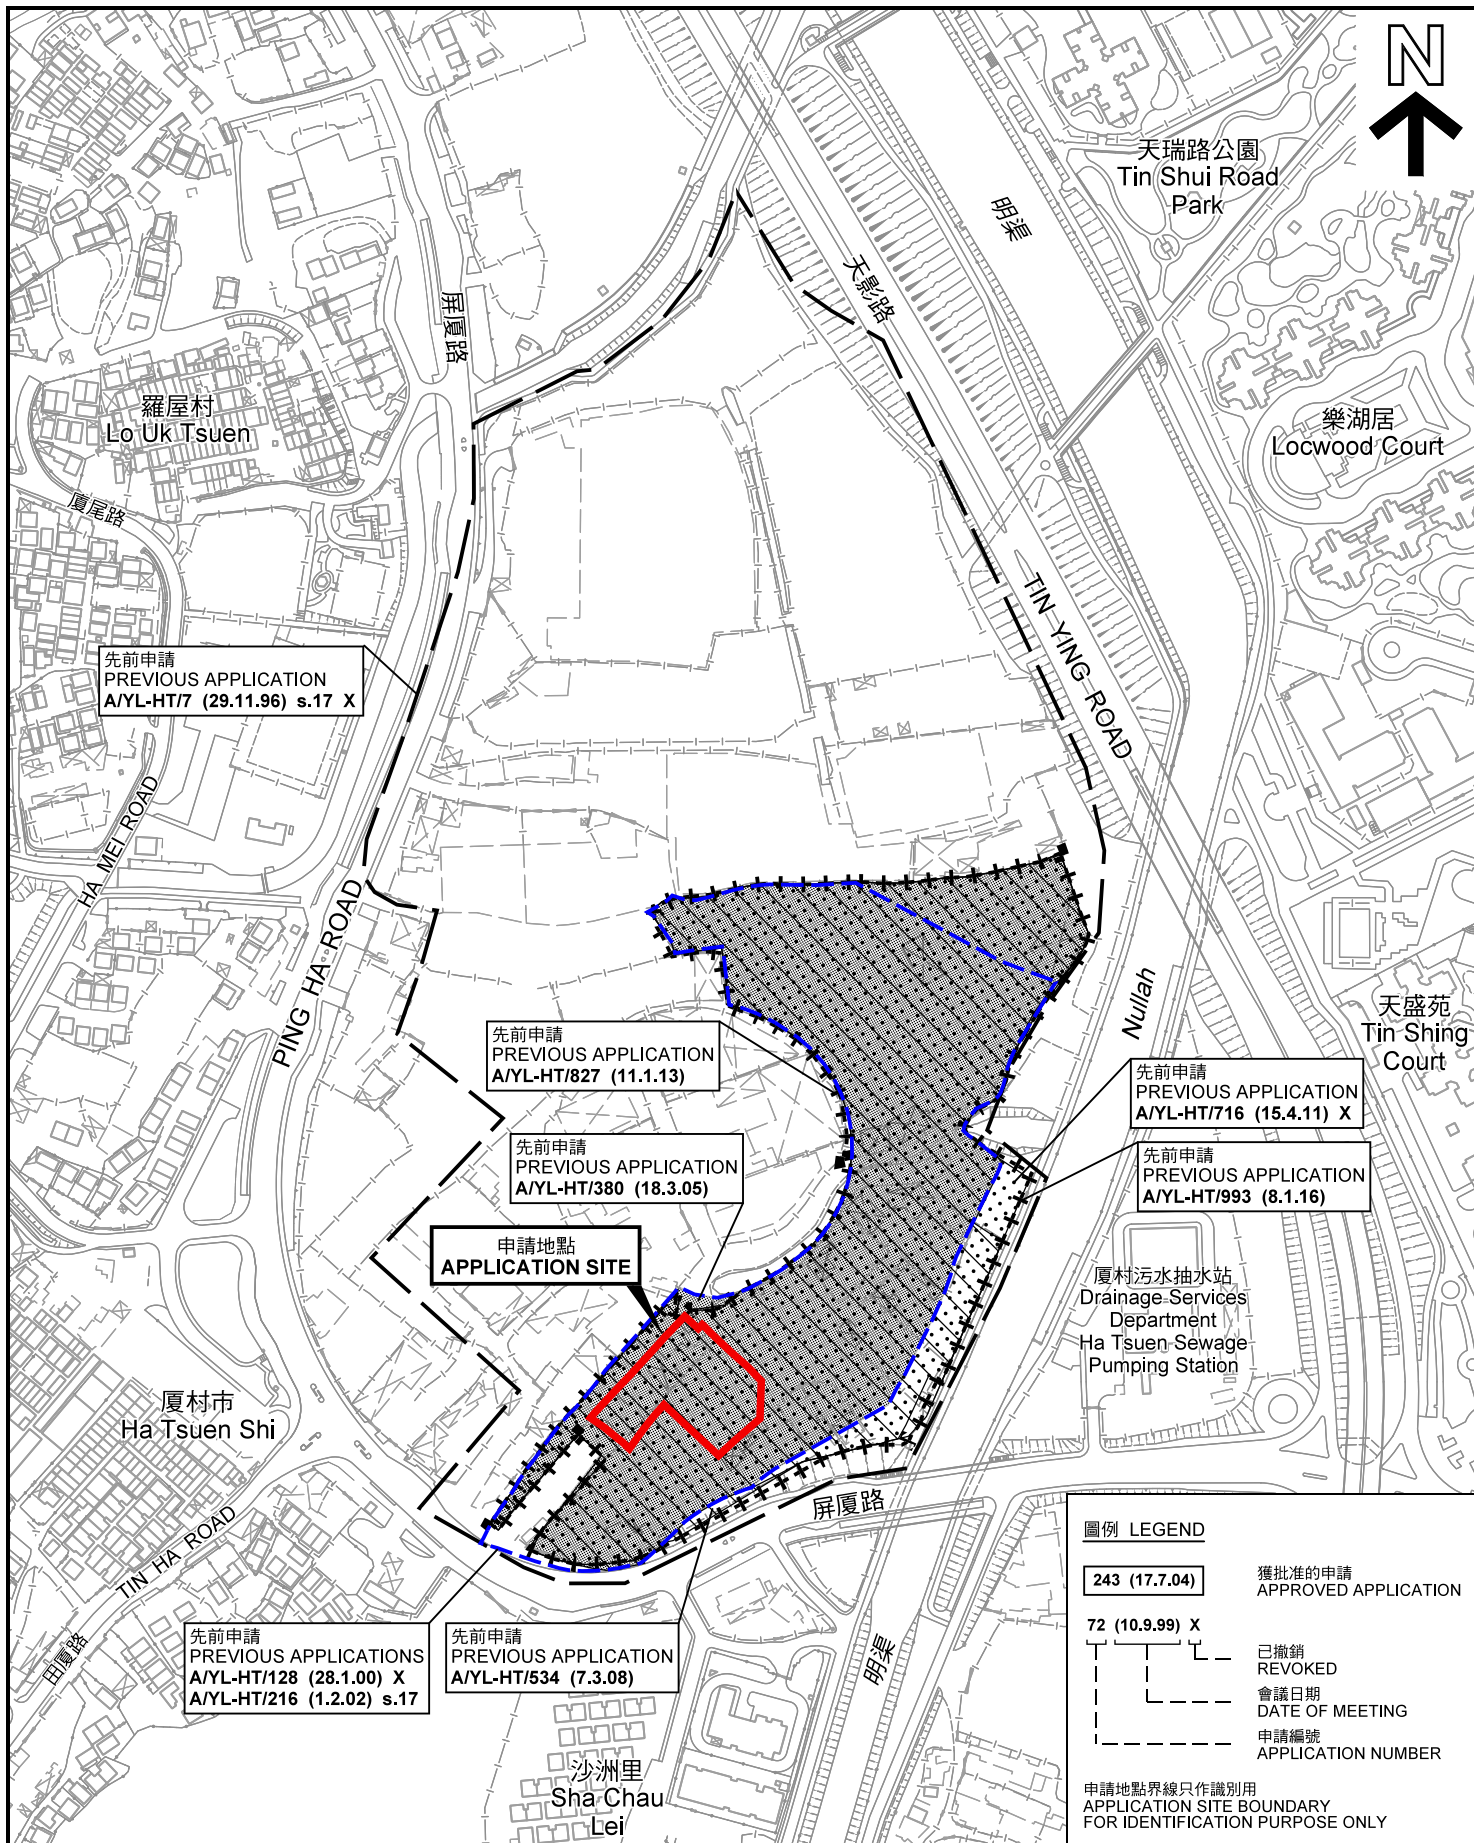 N
天瑞路公園
Tin Shui Road
Park
明渠
天影路
屏厦路
羅屋村
Lo Uk Tsuen
樂湖居
Locwood Court
厦尾路
TIN YING ROAD
先前申請
PREVIOUS APPLICATION
A/YL-HT/7 (29.11.96) s.17 X
HA MEI ROAD
PING HA ROAD
Nullah
天盛苑
Tin Shing
Court
先前申請
PREVIOUS APPLICATION
A/YL-HT/827 (11.1.13)
先前申請
PREVIOUS APPLICATION
A/YL-HT/716 (15.4.11) X
先前申請
PREVIOUS APPLICATION
A/YL-HT/380 (18.3.05)
先前申請
PREVIOUS APPLICATION
A/YL-HT/993 (8.1.16)
申請地點
APPLICATION SITE
厦村污水抽水站
Drainage Services
Department
Ha Tsuen Sewage
Pumping Station
厦村市
Ha Tsuen Shi
屏厦路
TIN HA ROAD
田厦路
先前申請
PREVIOUS APPLICATIONS
A/YL-HT/128 (28.1.00) X
A/YL-HT/216 (1.2.02) s.17
先前申請
PREVIOUS APPLICATION
A/YL-HT/534 (7.3.08)
明渠
沙洲里
Sha Chau
Lei
圖例 LEGEND
243 (17.7.04)
獲批准的申請
APPROVED APPLICATION
72 (10.9.99) X
已撤銷
REVOKED
會議日期
DATE OF MEETING
申請編號
APPLICATION NUMBER
申請地點界線只作識別用
APPLICATION SITE BOUNDARY
FOR IDENTIFICATION PURPOSE ONLY